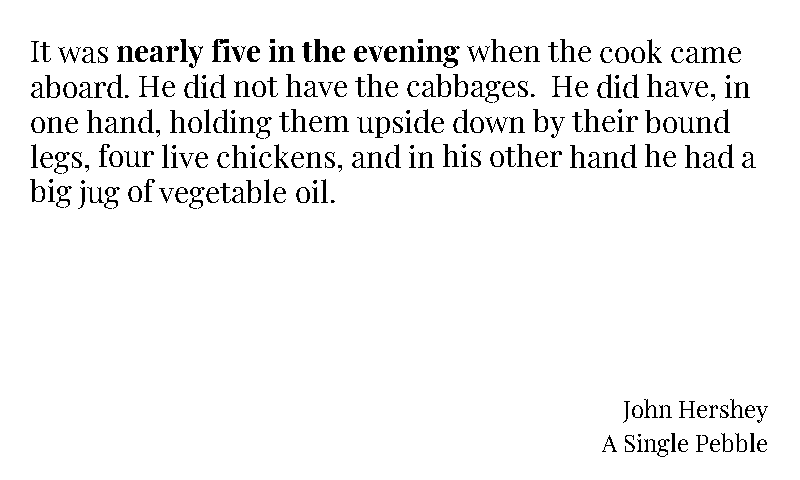 It was nearly five in the evening when the cook came
aboard. He did not have the cabbages.  He did have, in
one hand, holding them upside down by their bound
legs, four live chickens, and in his other hand he had a
big jug of vegetable oil.
John Hershey
A Single Pebble